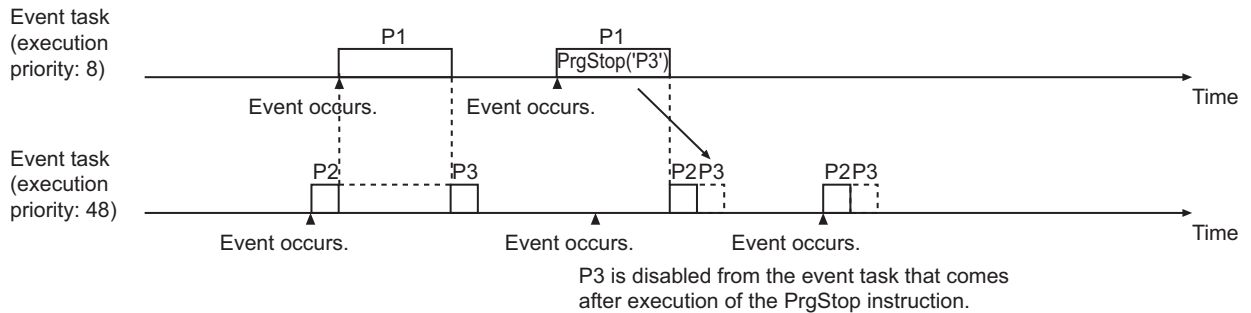 Event task
(execution
priority: 8)
P1
P1
PrgStop('P3')
Time
Event occurs.
Event occurs.
Event task
(execution
priority: 48)
P2
P3
P2 P3
P2 P3
Time
Event occurs.
Event occurs.
Event occurs.
P3 is disabled from the event task that comes
after execution of the PrgStop instruction.